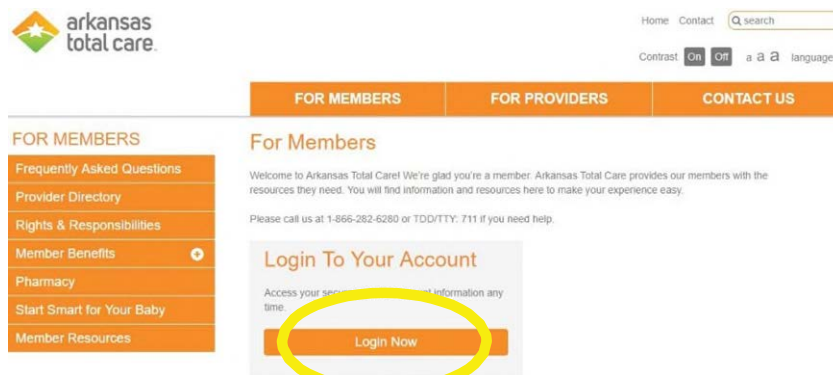 arkansas
total care.
Home Contact search
Contrast On Off a a a language
FOR MEMBERS FOR PROVIDERS CONTACT US
FOR MEMBERS
Frequently Asked Questions
Provider Directory
Rights & Responsibilities
Member Benefits
Pharmacy
Start Smart for Your Baby
Member Resources
For Members
Welcome to Arkansas Total Care! We're glad you're a member. Arkansas Total Care provides our members with the
resources they need. You will find information and resources here to make your experience easy.
Please call us at 1-866-282-6280 or TDD/TTY: 711 if you need help.
Login To Your Account
Access your information any
time.
Login Now